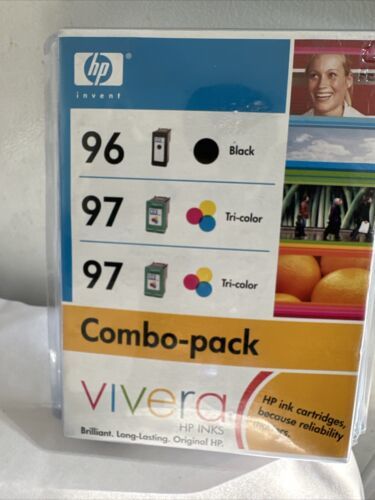 hp
invent
96 Black
97 Tri-color
97 Tri-color
Combo-pack
vivera
HP INKS
Brilliant. Long-Lasting. Original HP.
HP ink cartridges,
because reliability
matters.